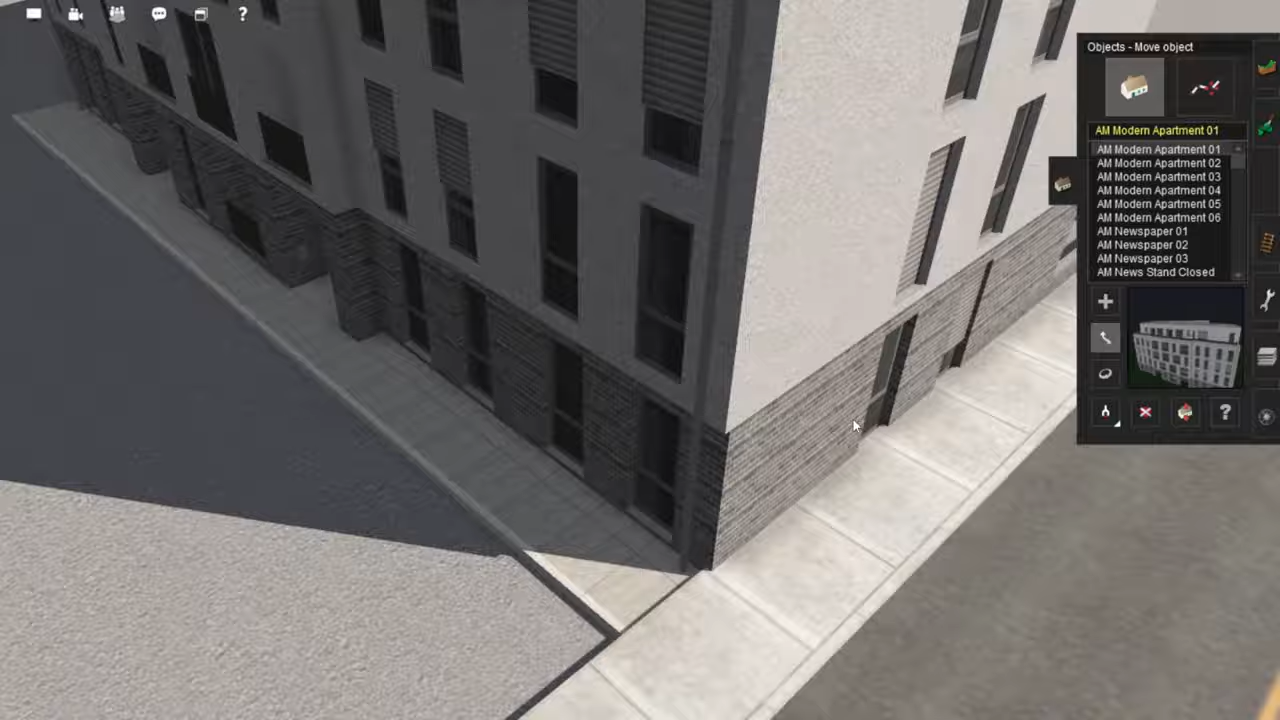 ?
Objects - Move object
AM Modern Apartment 01
AM Modern Apartment 01
AM Modern Apartment 02
AM Modern Apartment 03
AM Modern Apartment 04
AM Modern Apartment 05
AM Modern Apartment 06
AM Newspaper 01
AM Newspaper 02
AM Newspaper 03
AM News Stand Closed
?